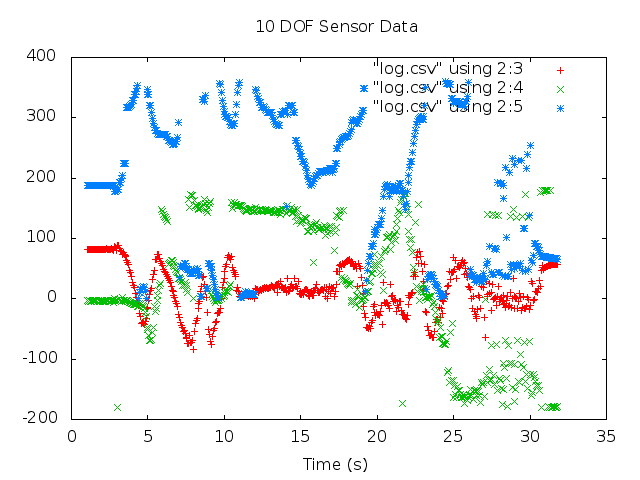 10 DOF Sensor Data
400
300
200
100
0
-100
-200
"log.csv" using 2:3
"log.csv" using 2:4
"log.csv" using 2:5
0 5 10 15 20 25 30 35
Time (s)